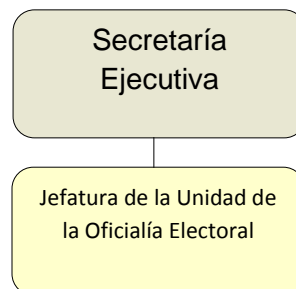 Secretaría
Ejecutiva
Jefatura de la Unidad de
la Oficialía Electoral